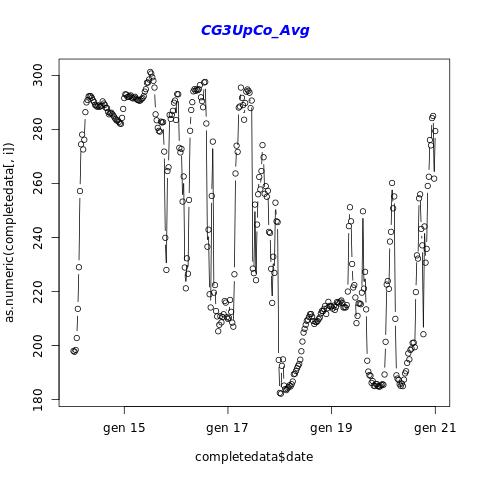 CG3UpCo_Avg
as.numeric(completedata[, i])
300
280
260
240
220
200
180
gen 15
gen 17
gen 19
gen 21
completedata$date